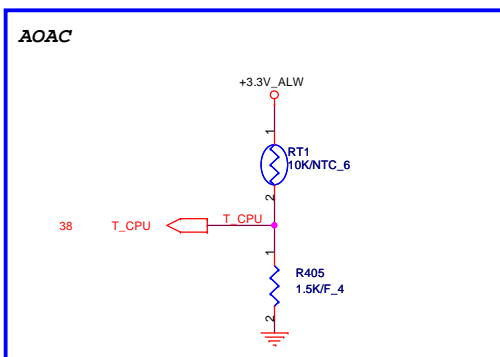 AOAC
+3.3V_ALW
1
RT1
10K/NTC_6
2
38 T_CPU T_CPU
1
R405
1.5K/F_4
2